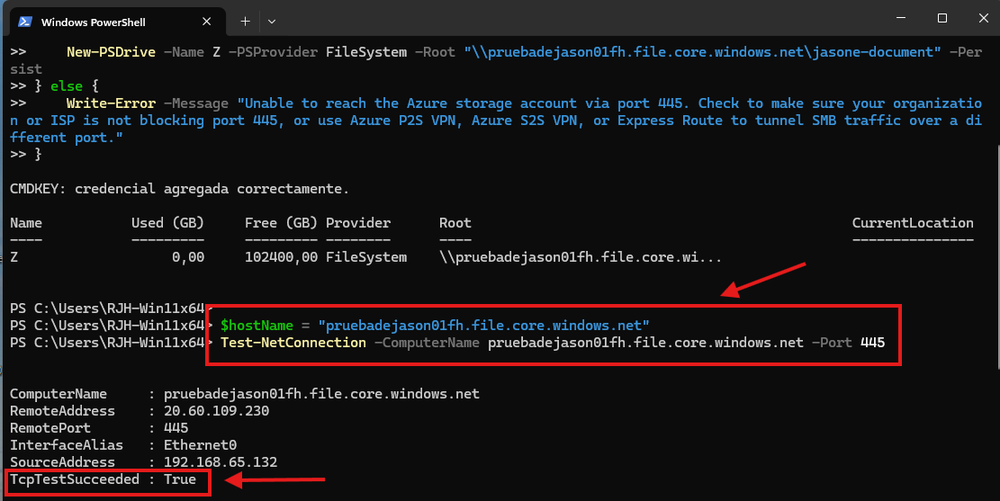 Windows PowerShell
>>     New-PSDrive -Name Z -PSProvider FileSystem -Root "\\pruebadejason01fh.file.core.windows.net\jasone-document" -Per
sist
>> } else {
>>     Write-Error -Message "Unable to reach the Azure storage account via port 445. Check to make sure your organizatio
n or ISP is not blocking port 445, or use Azure P2S VPN, Azure S2S VPN, or Express Route to tunnel SMB traffic over a di
fferent port."
>> }
CMDKEY: credencial agregada correctamente.
Name           Used (GB)     Free (GB) Provider      Root                                               CurrentLocation
----           ---------     --------- --------      ----                                               ---------------
Z                   0,00     102400,00 FileSystem    \\pruebadejason01fh.file.core.wi...
PS C:\Users\RJH-Win11x64>
PS C:\Users\RJH-Win11x64> $hostName = "pruebadejason01fh.file.core.windows.net"
PS C:\Users\RJH-Win11x64> Test-NetConnection -ComputerName pruebadejason01fh.file.core.windows.net -Port 445
ComputerName     : pruebadejason01fh.file.core.windows.net
RemoteAddress    : 20.60.109.230
RemotePort       : 445
InterfaceAlias   : Ethernet0
SourceAddress    : 192.168.65.132
TcpTestSucceeded : True